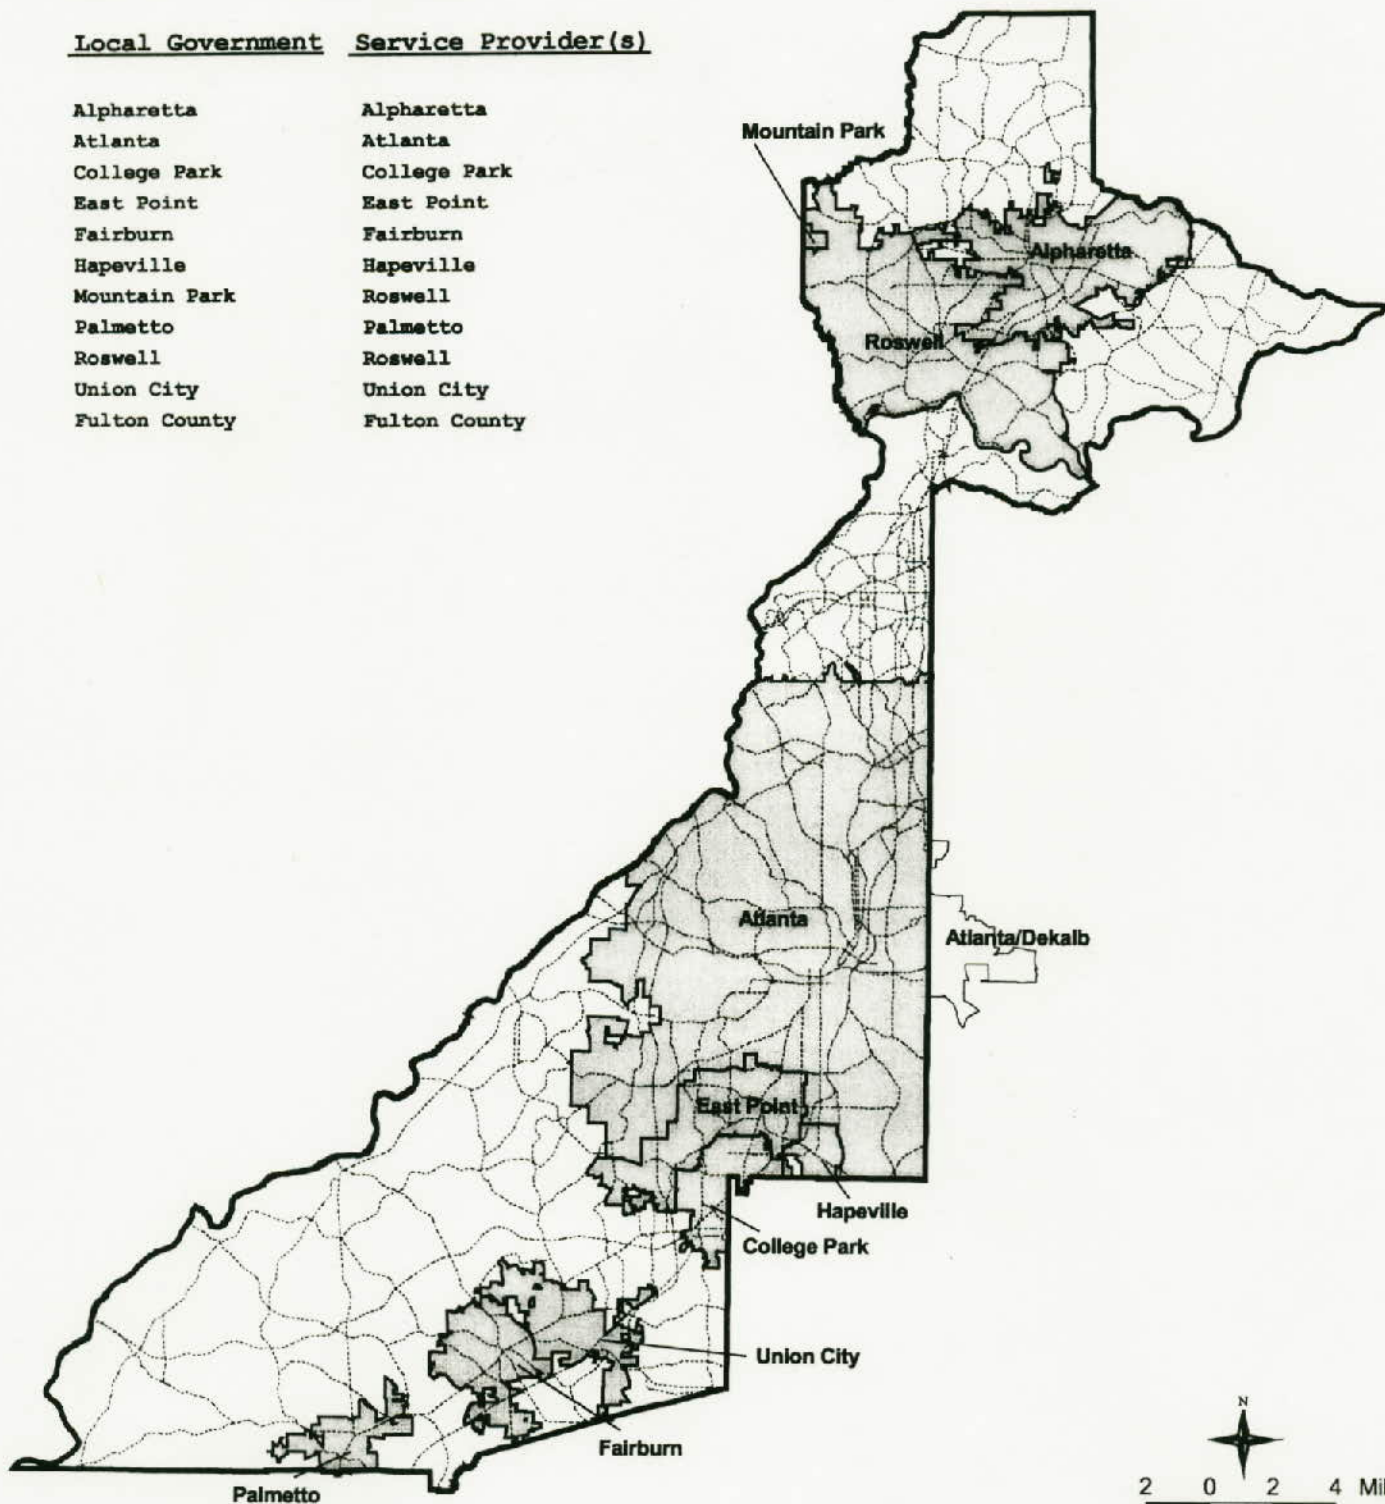 Local Government Service Provider(s)
Alpharetta Alpharetta
Atlanta Atlanta
College Park College Park
East Point East Point
Fairburn Fairburn
Hapeville Hapeville
Mountain Park Roswell
Palmetto Palmetto
Roswell Roswell
Union City Union City
Fulton County Fulton County
Mountain Park
Alpharetta
Roswell
Atlanta
Atlanta/Dekalb
East Point
Hapeville
College Park
Union City
Fairburn
Palmetto
N
2 0 2 4 Mil